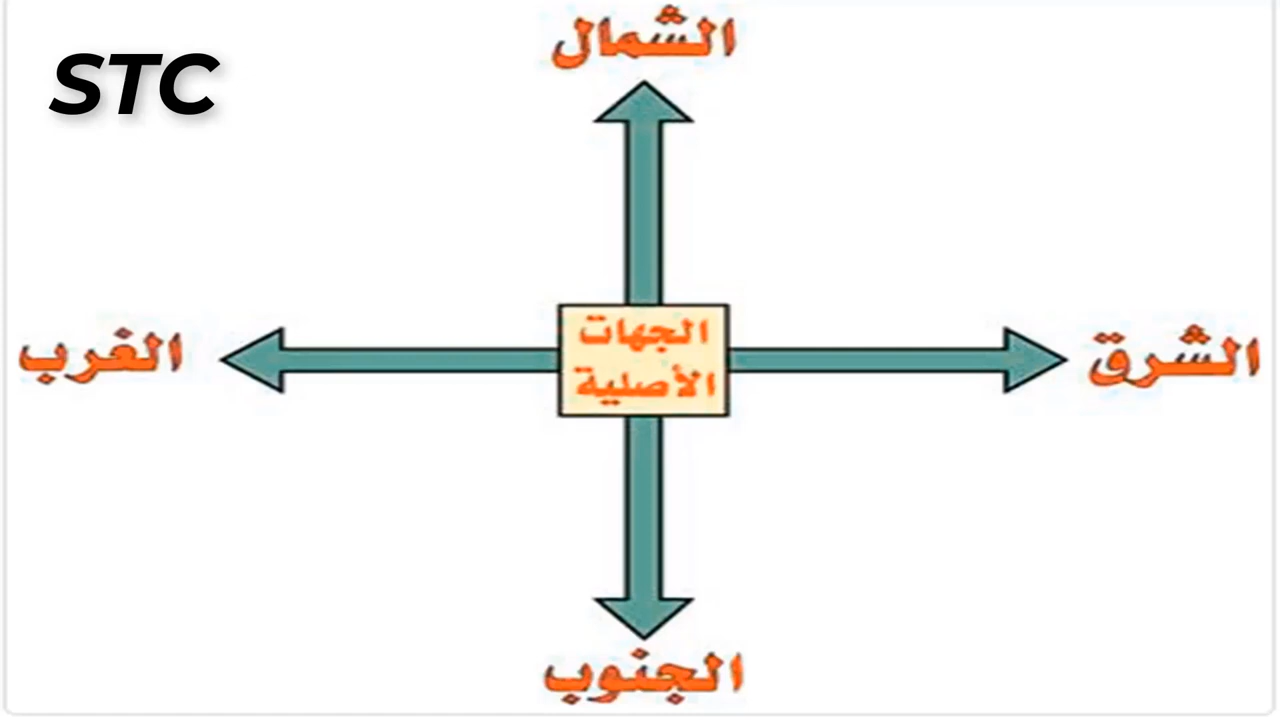 STC
الشمال
الغرب
الجهات
الأصلية
الشرق
الجنوب